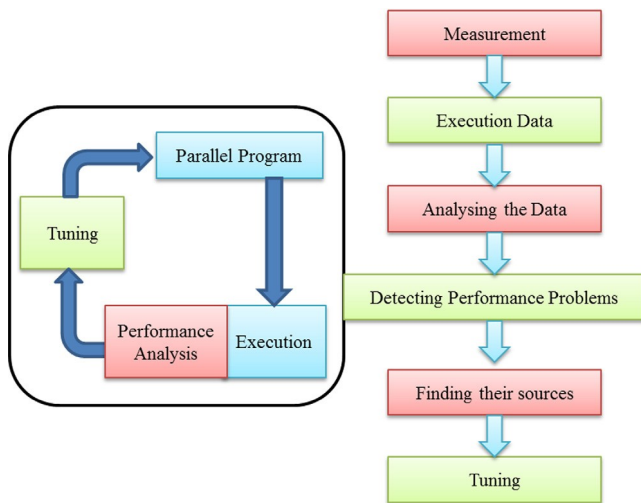 Parallel Program
Tuning
Performance
Analysis
Execution
Measurement
Execution Data
Analysing the Data
Detecting Performance Problems
Finding their sources
Tuning